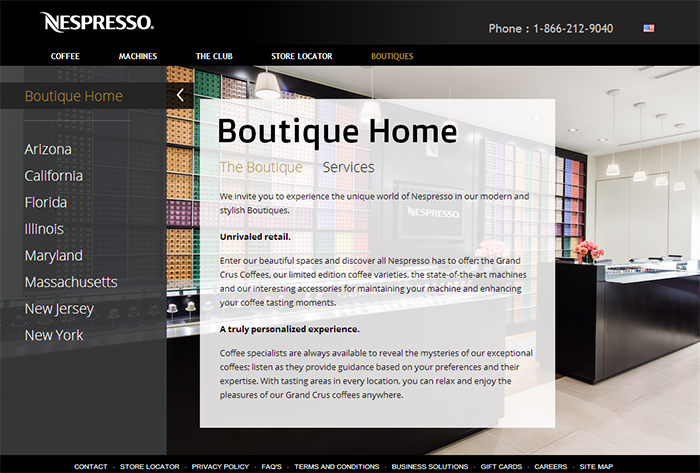 NESPRESSO.
Phone : 1-866-212-9040
COFFEE MACHINES THE CLUB STORE LOCATOR BOUTIQUES
Boutique Home
Arizona
California
Florida
Illinois
Maryland
Massachusetts
New Jersey
New York
Boutique Home
The Boutique Services
We invite you to experience the unique world of Nespresso in our modern and
stylish Boutiques.
Unrivaled retail.
Enter our beautiful spaces and discover all Nespresso has to offer; the Grand
Crus Coffees, our limited edition coffee varieties, the state-of-the-art machines
and our interesting accessories for maintaining your machine and enhancing
your coffee tasting moments.
A truly personalized experience.
Coffee specialists are always available to reveal the mysteries of our exceptional
coffees; listen as they provide guidance based on your preferences and their
expertise. With tasting areas in every location, you can relax and enjoy the
pleasures of our Grand Crus coffees anywhere.
NESPRESSO
CONTACT · STORE LOCATOR · PRIVACY POLICY · FAQ'S · TERMS AND CONDITIONS · BUSINESS SOLUTIONS · GIFT CARDS · CAREERS · SITE MAP